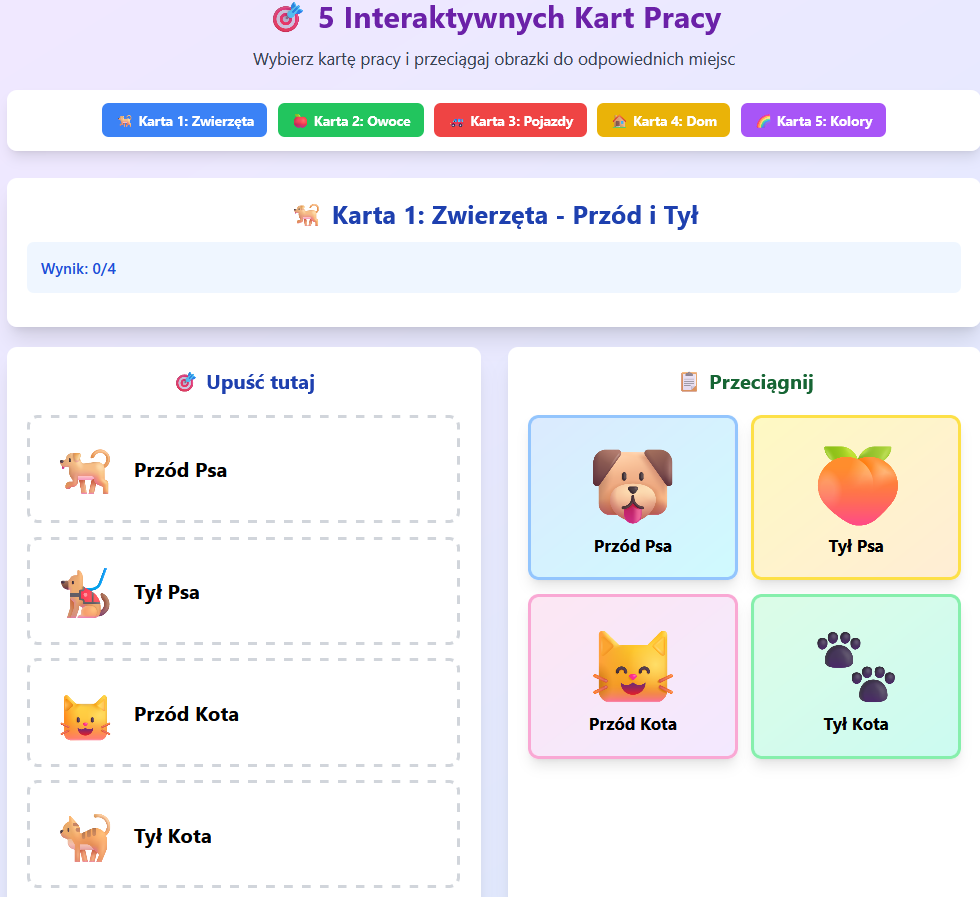 5 Interaktywnych Kart Pracy
Wybierz kartę pracy i przeciągaj obrazki do odpowiednich miejsc
Karta 1: Zwierzęta
Karta 2: Owoce
Karta 3: Pojazdy
Karta 4: Dom
Karta 5: Kolory
Karta 1: Zwierzęta - Przód i Tył
Wynik: 0/4
Upuść tutaj
Przód Psa
Tył Psa
Przód Kota
Tył Kota
Przeciągnij
Przód Psa
Tył Psa
Przód Kota
Tył Kota